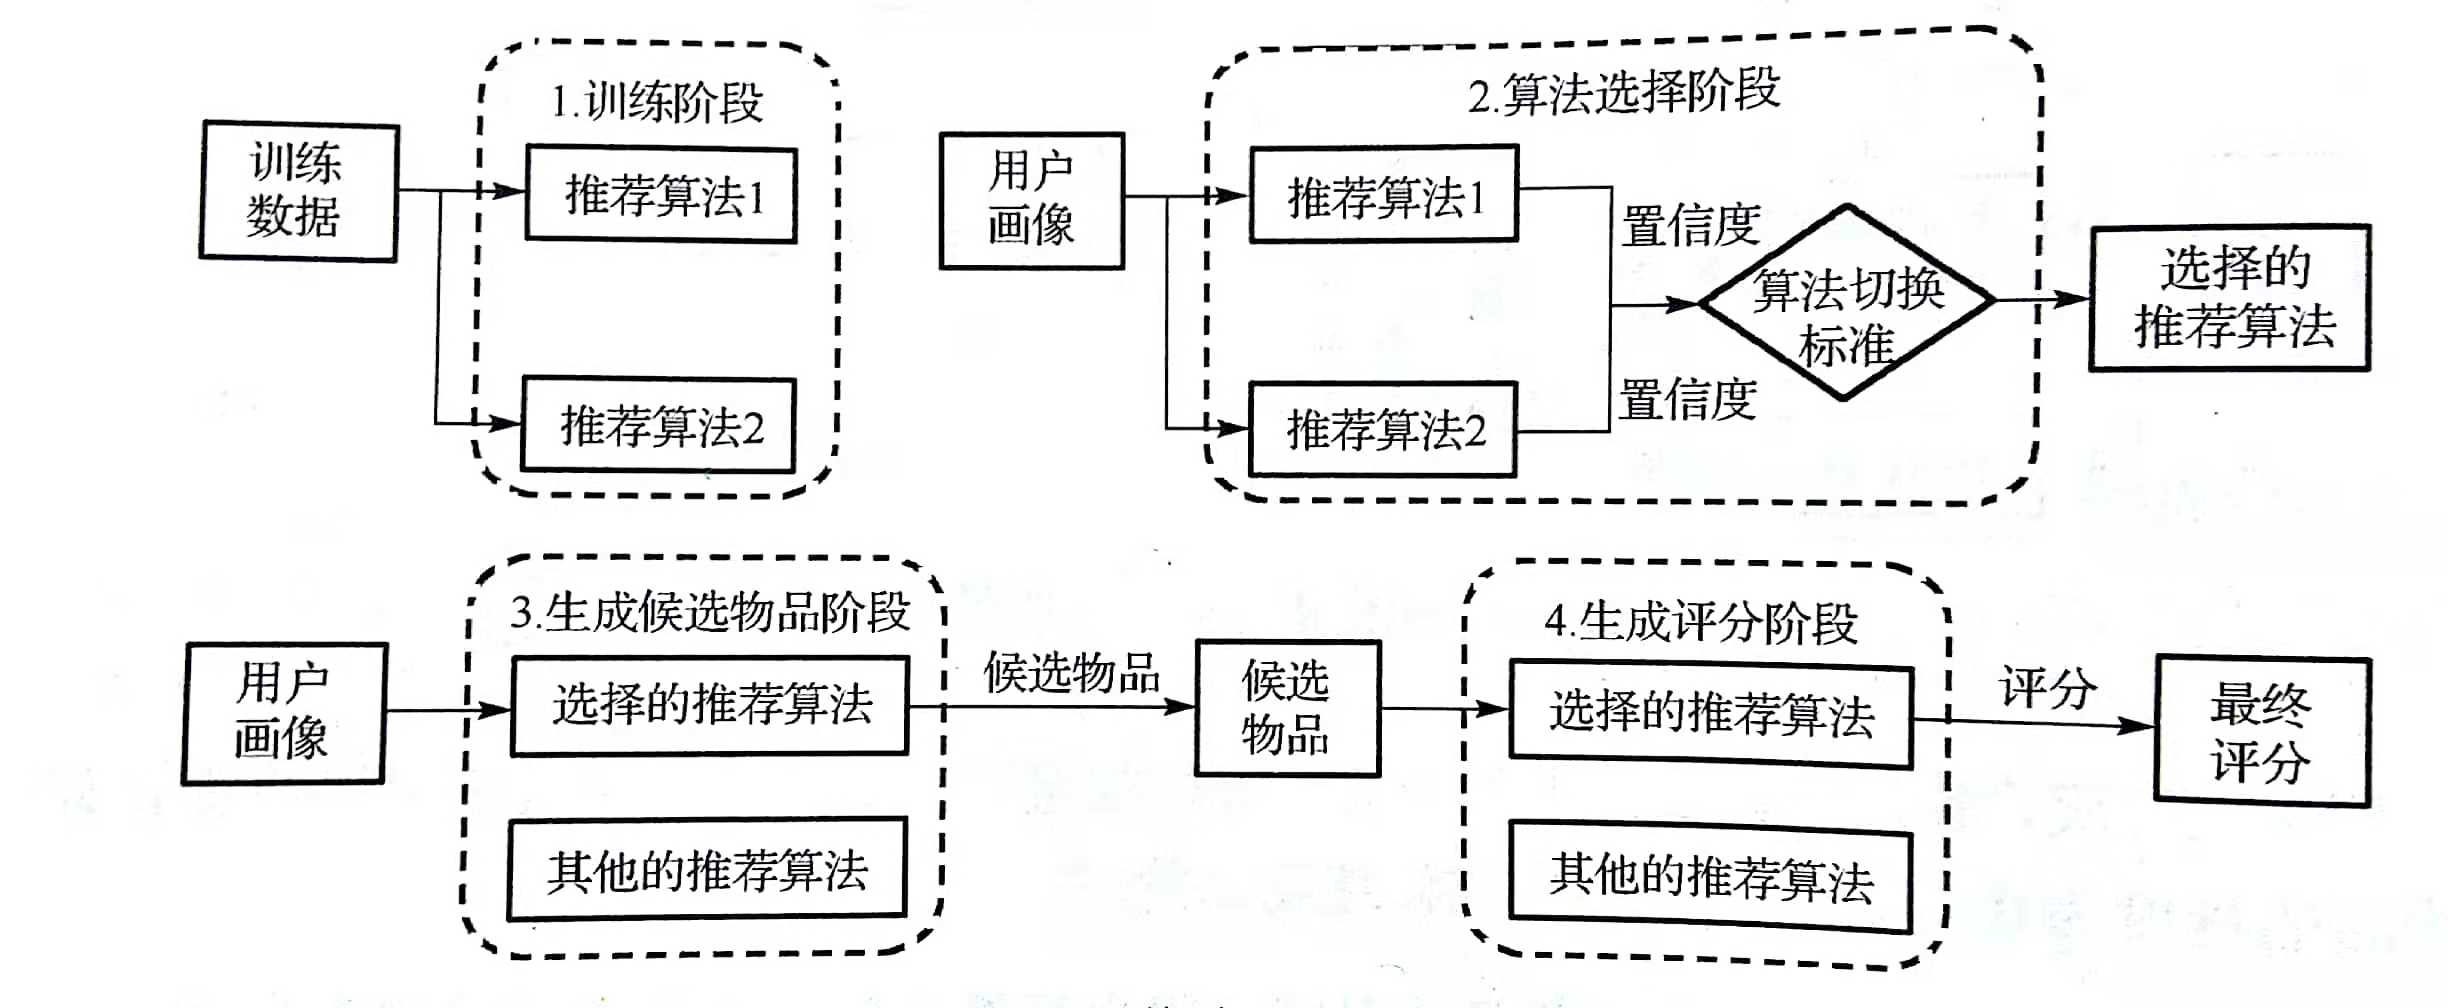 1.训练阶段
训练
数据
推荐算法1
推荐算法2
2.算法选择阶段
用户
画像
推荐算法1
推荐算法2
置信度
置信度
算法切换
标准
选择的
推荐算法
3.生成候选物品阶段
用户
画像
选择的推荐算法
其他的推荐算法
候选物品
候选
物品
4.生成评分阶段
选择的推荐算法
其他的推荐算法
评分
最终
评分